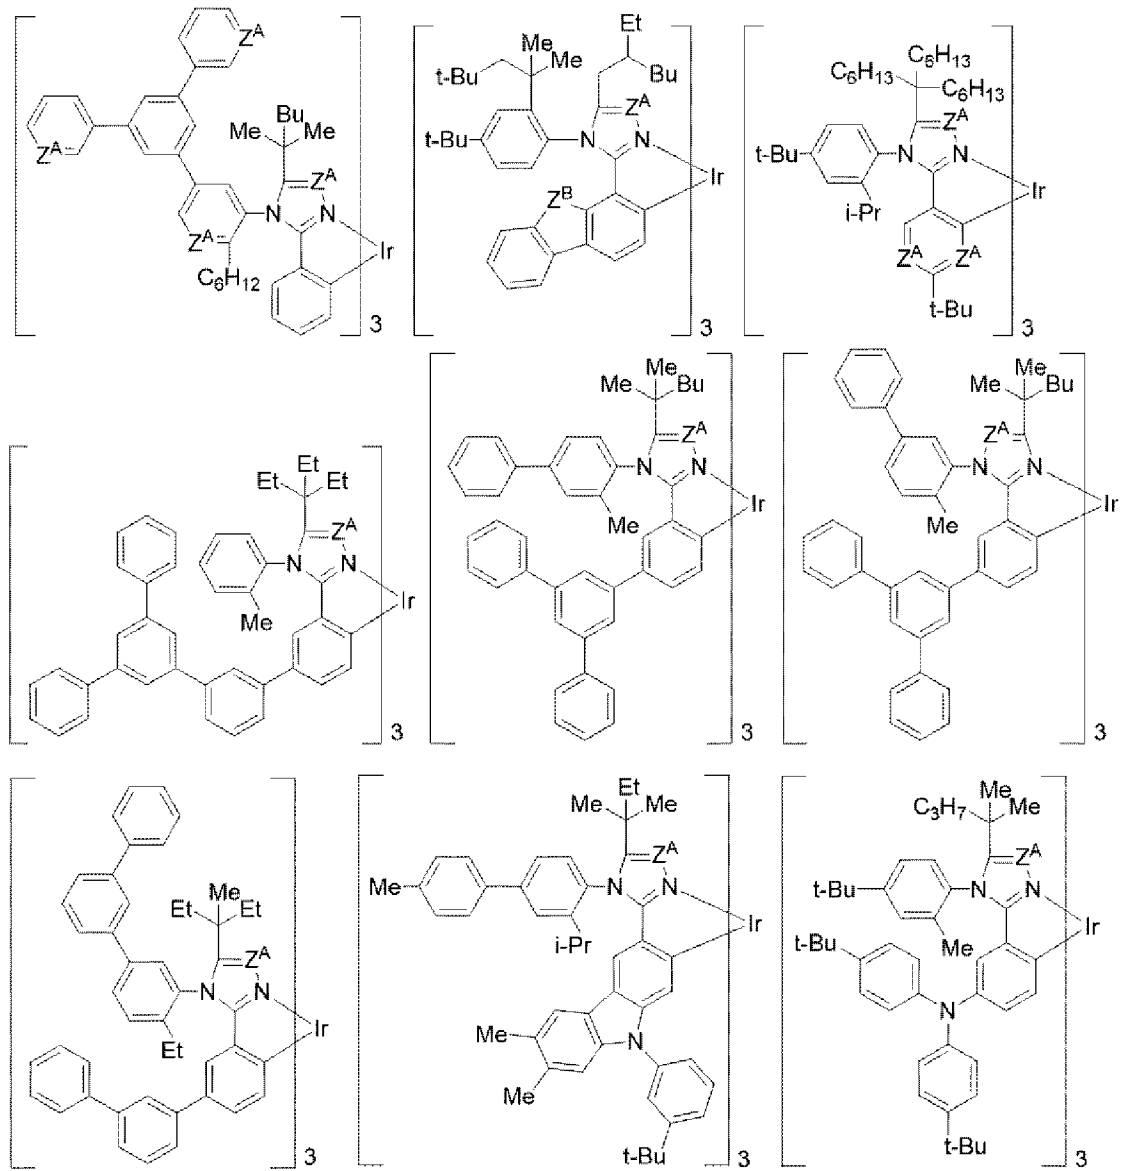 Z^A
Z^A
Bu
Me Me
Z^A
N N
Z^A
C6H12
Ir
3
Et
Me
Me
t-Bu
Bu
Z^A
t-Bu
N N
Z^B
Ir
3
C6H13
C6H13
C6H13
Z^A
t-Bu
N N
i-Pr
Ir
Z^A Z^A
t-Bu
3
Et
Et Et
Z^A
N N
Me
Ir
3
Me
Me Bu
Z^A
N N
Me
Ir
3
Me
Me Bu
Z^A
N N
Me
Ir
3
Me
Et Et
Z^A
N N
Et
Ir
3
Et
Me Me
Z^A
Me
N N
i-Pr
Ir
Me
N
Me
t-Bu
3
Me
C3H7 Me
Z^A
t-Bu
N N
Me
t-Bu
Ir
N
t-Bu
3